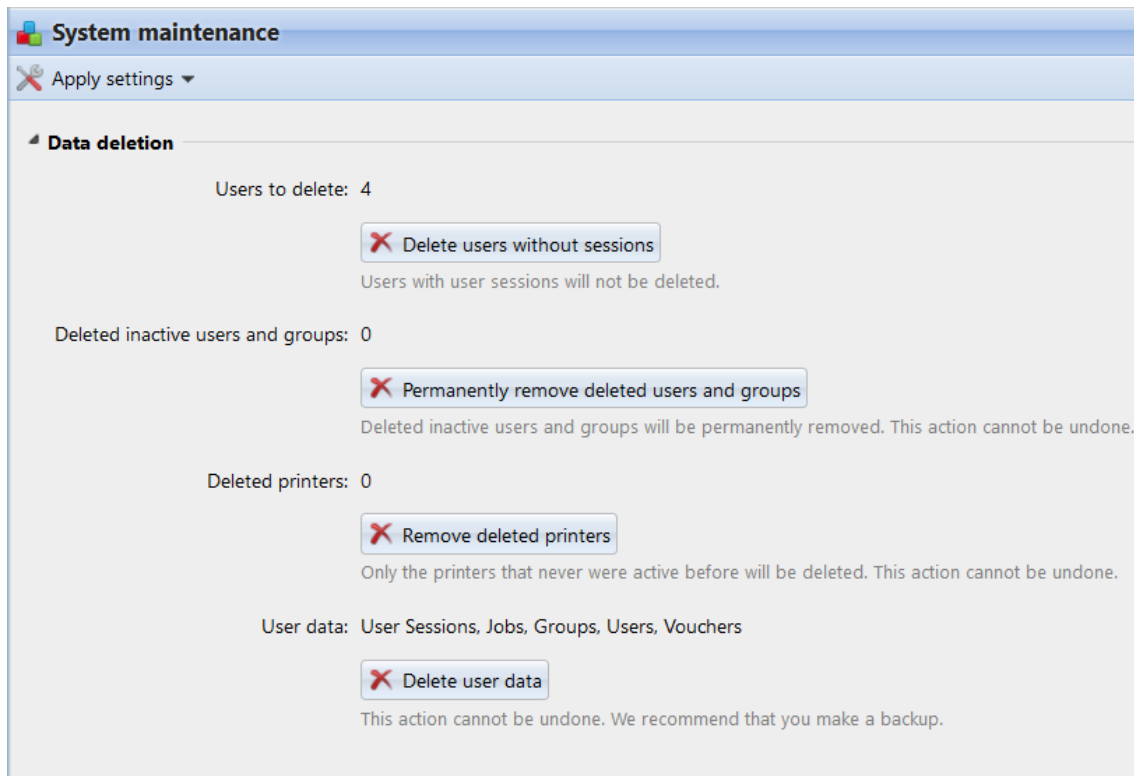 System maintenance
Apply settings
Data deletion
Users to delete: 4
Delete users without sessions
Users with user sessions will not be deleted.
Deleted inactive users and groups: 0
Permanently remove deleted users and groups
Deleted inactive users and groups will be permanently removed. This action cannot be undone.
Deleted printers: 0
Remove deleted printers
Only the printers that never were active before will be deleted. This action cannot be undone.
User data: User Sessions, Jobs, Groups, Users, Vouchers
Delete user data
This action cannot be undone. We recommend that you make a backup.